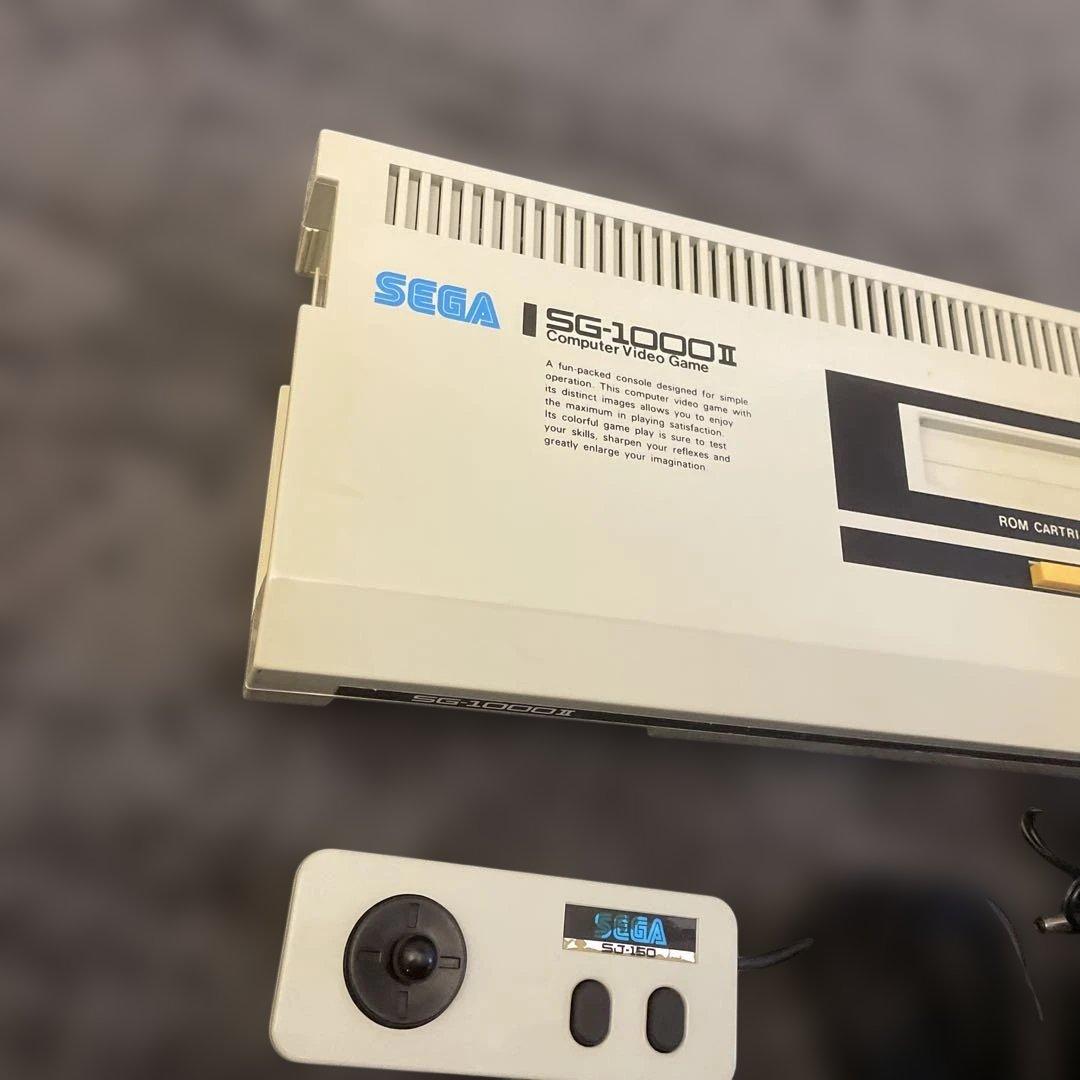 SEGA
SG-1000II
Computer Video Game
A fun-packed console designed for simple
operation. This computer video game with
its distinct images allows you to enjoy
the maximum in playing satisfaction.
Its colorful game play is sure to test
your skills, sharpen your reflexes and
greatly enlarge your imagination
ROM CARTRI
SG-1000II
SEGA
SJ-150